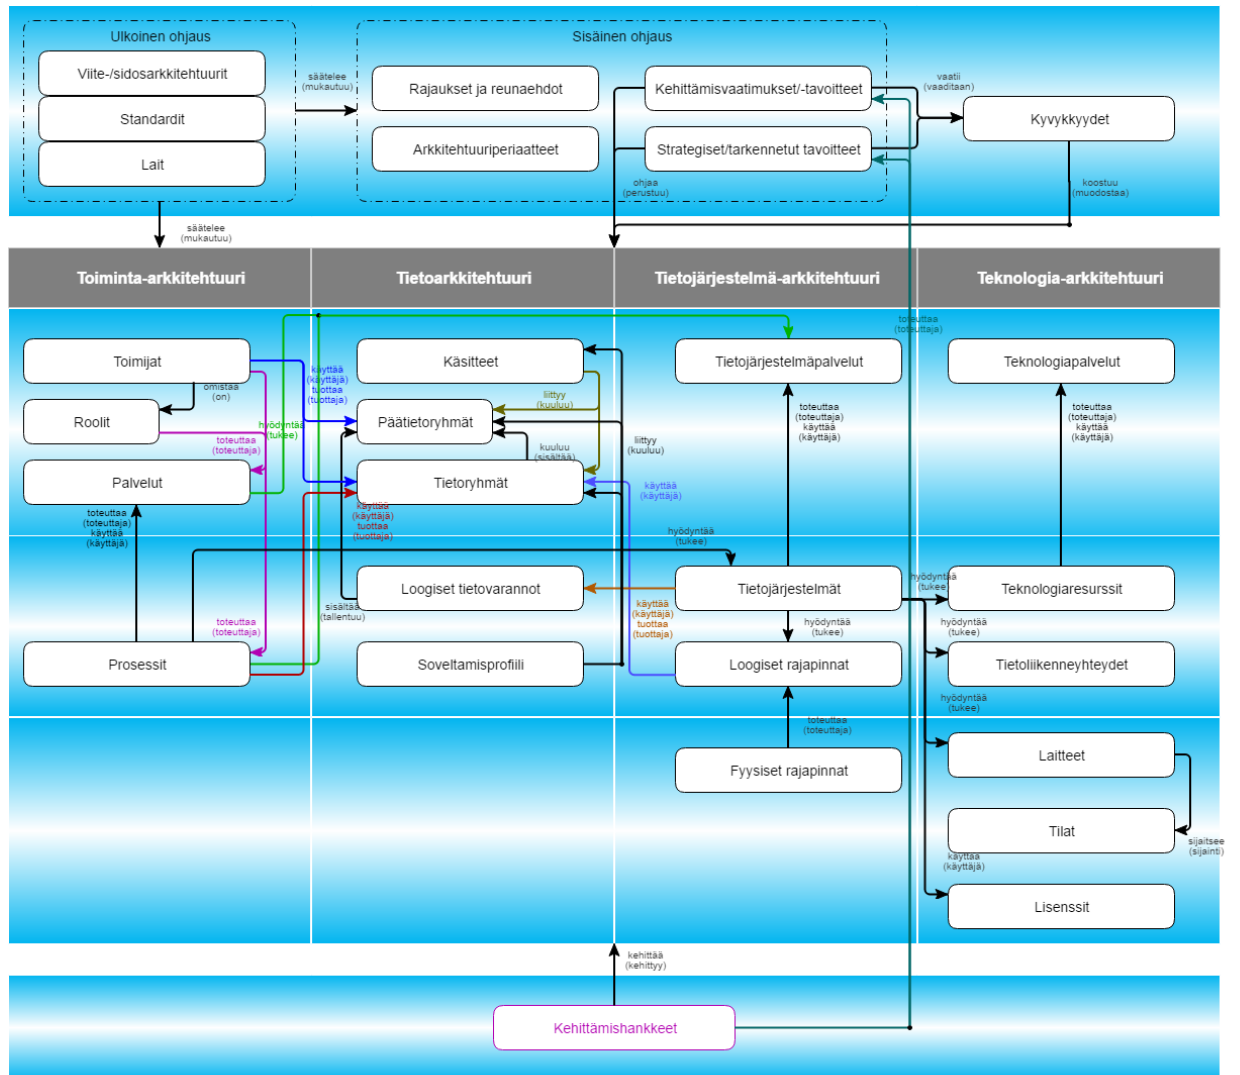 Ulkoinen ohjaus
Viite-/sidosarkkitehtuurit
Standardit
Lait
säätelee
(mukautuu)
Sisäinen ohjaus
Rajaukset ja reunaehdot
Arkkitehtuuriperiaatteet
Kehittämisvaatimukset/-tavoitteet
Strategiset/tarkennetut tavoitteet
vaatii
(vaaditaan)
Kyvykkyydet
ohjaa
(perustuu)
koostuu
(muodostaa)
säätelee
(mukautuu)
Toiminta-arkkitehtuuri
Tietoarkkitehtuuri
Tietojärjestelmä-arkkitehtuuri
Teknologia-arkkitehtuuri
toteuttaa
(toteuttaja)
Toimijat
omistaa
(on)
Roolit
toteuttaa
(toteuttaja)
hyödyntää
(tukee)
Palvelut
toteuttaa
(toteuttaja)
käyttää
(käyttäjä)
toteuttaa
(toteuttaja)
Prosessit
käyttää
(käyttäjä)
tuottaa
(tuottaja)
Käsitteet
liittyy
(kuuluu)
Päätietoryhmät
kuuluu
(sisältää)
liittyy
(kuuluu)
Tietoryhmät
käyttää
(käyttäjä)
tuottaa
(tuottaja)
käyttää
(käyttäjä)
Loogiset tietovarannot
sisältää
(tallentuu)
Soveltamisprofiili
Tietojärjestelmäpalvelut
toteuttaa
(toteuttaja)
käyttää
(käyttäjä)
hyödyntää
(tukee)
Tietojärjestelmät
käyttää
(käyttäjä)
tuottaa
(tuottaja)
hyödyntää
(tukee)
Loogiset rajapinnat
toteuttaa
(toteuttaja)
Fyysiset rajapinnat
Teknologiapalvelut
toteuttaa
(toteuttaja)
käyttää
(käyttäjä)
hyödyntää
(tukee)
Teknologiaresurssit
hyödyntää
(tukee)
Tietoliikenneyhteydet
hyödyntää
(tukee)
Laitteet
Tilat
sijaitsee
(sijainti)
käyttää
(käyttäjä)
Lisenssit
kehittää
(kehittyy)
Kehittämishankkeet